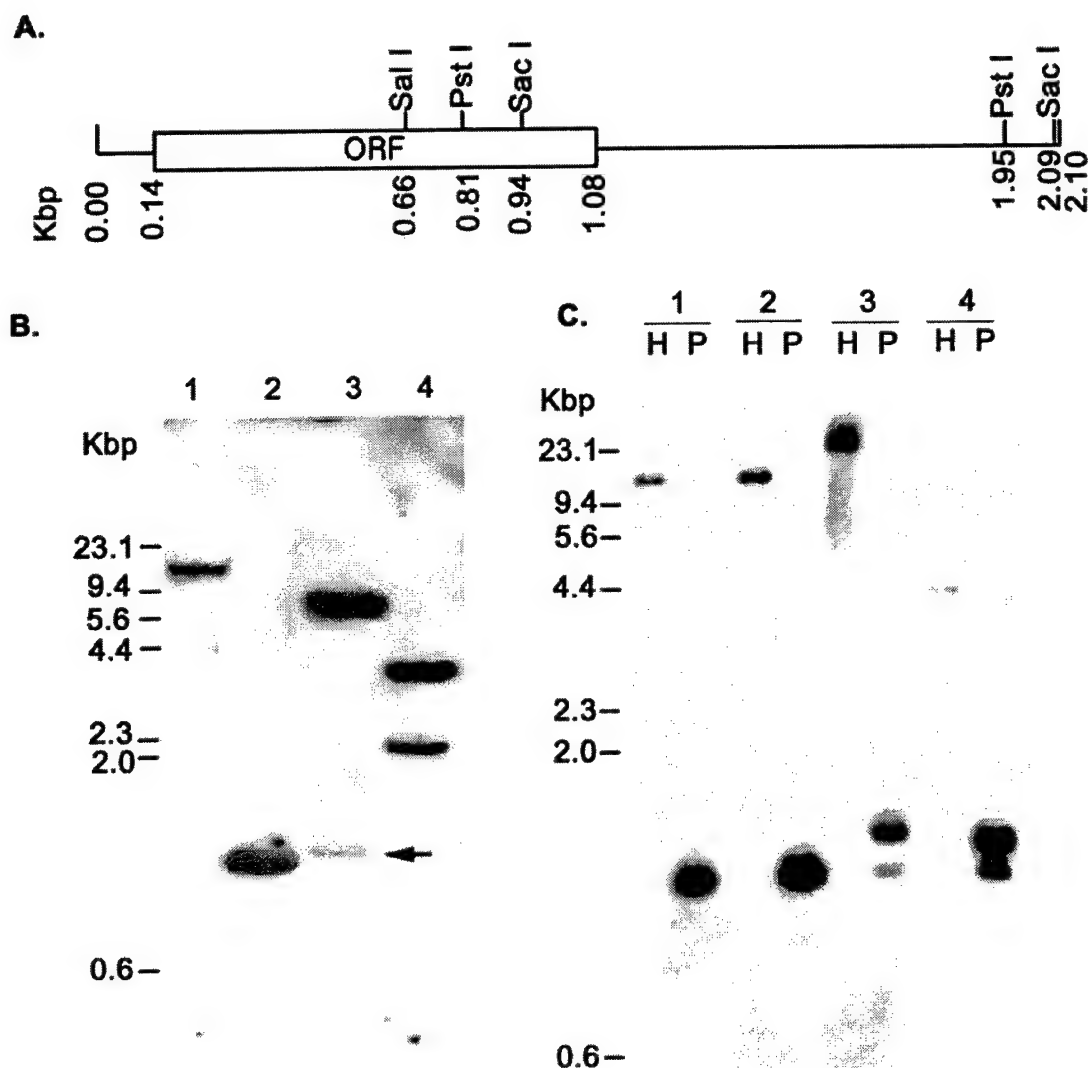 A.
Sal I Pst I Sac I Pst I Sac I
ORF
Kbp 0.00 0.14 0.66 0.81 0.94 1.08 1.95 2.09 2.10
B.
1 2 3 4
Kbp
23.1
9.4
5.6
4.4
2.3
2.0
0.6
C.
1 2 3 4
H P H P H P H P
Kbp
23.1
9.4
5.6
4.4
2.3
2.0
0.6